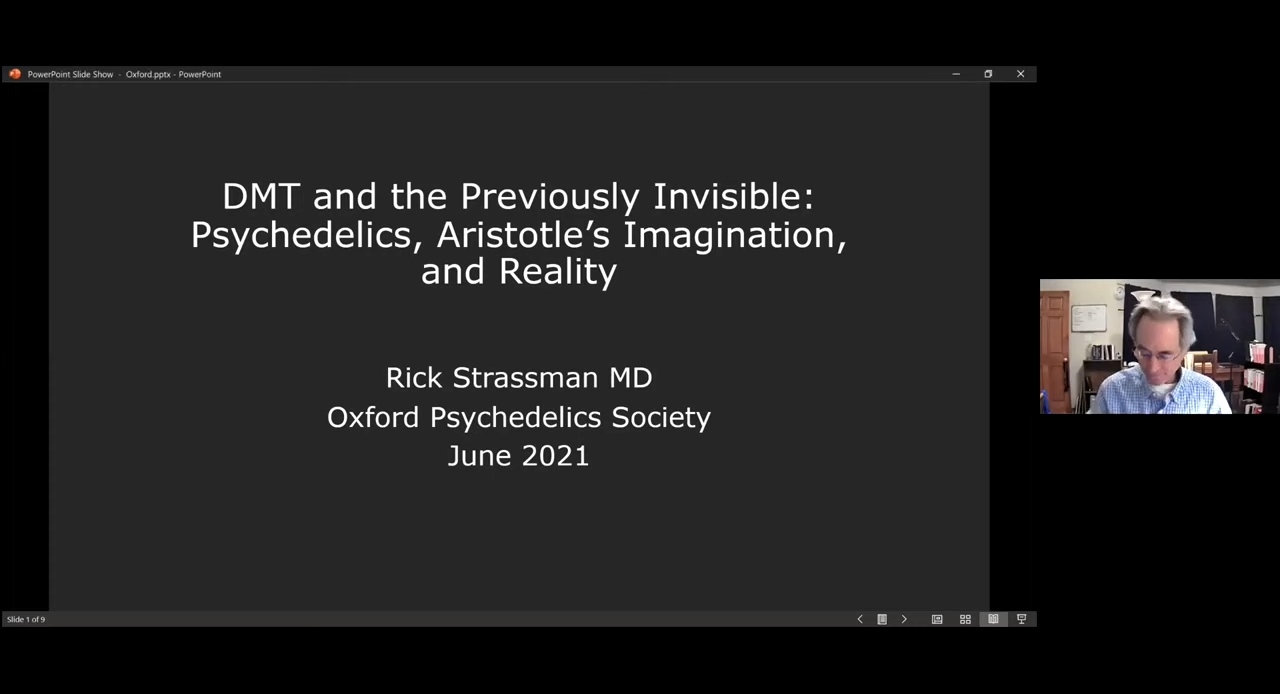 PowerPoint Slide Show - Oxford.pptx - PowerPoint
DMT and the Previously Invisible:
Psychedelics, Aristotle’s Imagination,
and Reality
Rick Strassman MD
Oxford Psychedelics Society
June 2021
Slide 1 of 9